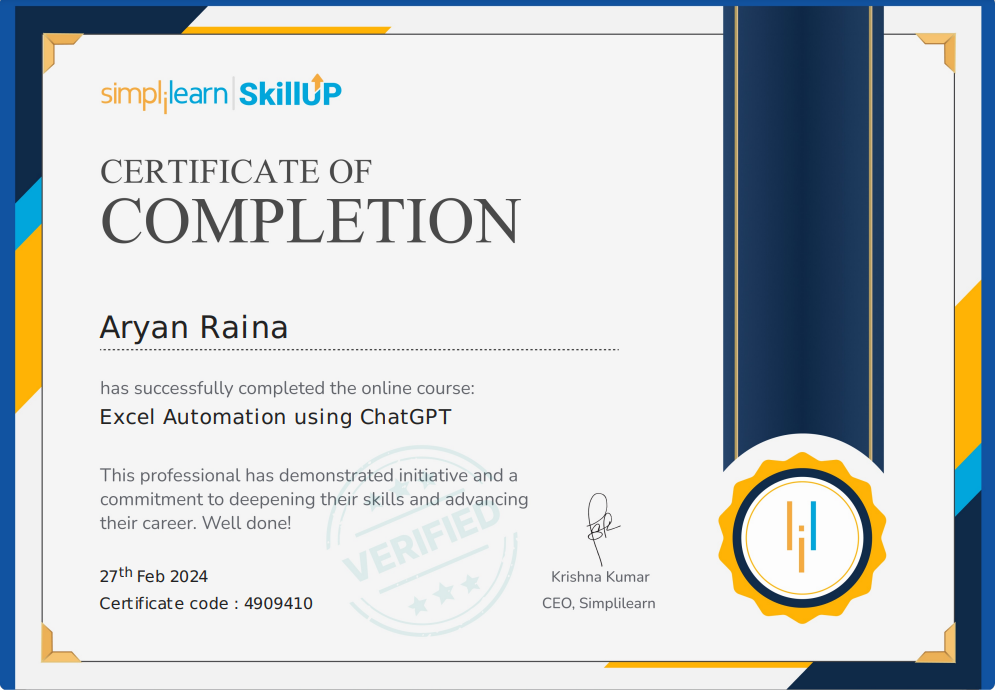 simplilearn | SkillUP
CERTIFICATE OF
COMPLETION
Aryan Raina
has successfully completed the online course:
Excel Automation using ChatGPT
This professional has demonstrated initiative and a
commitment to deepening their skills and advancing
their career. Well done!
VERIFIED
27th Feb 2024
Certificate code : 4909410
Krishna Kumar
CEO, Simplilearn